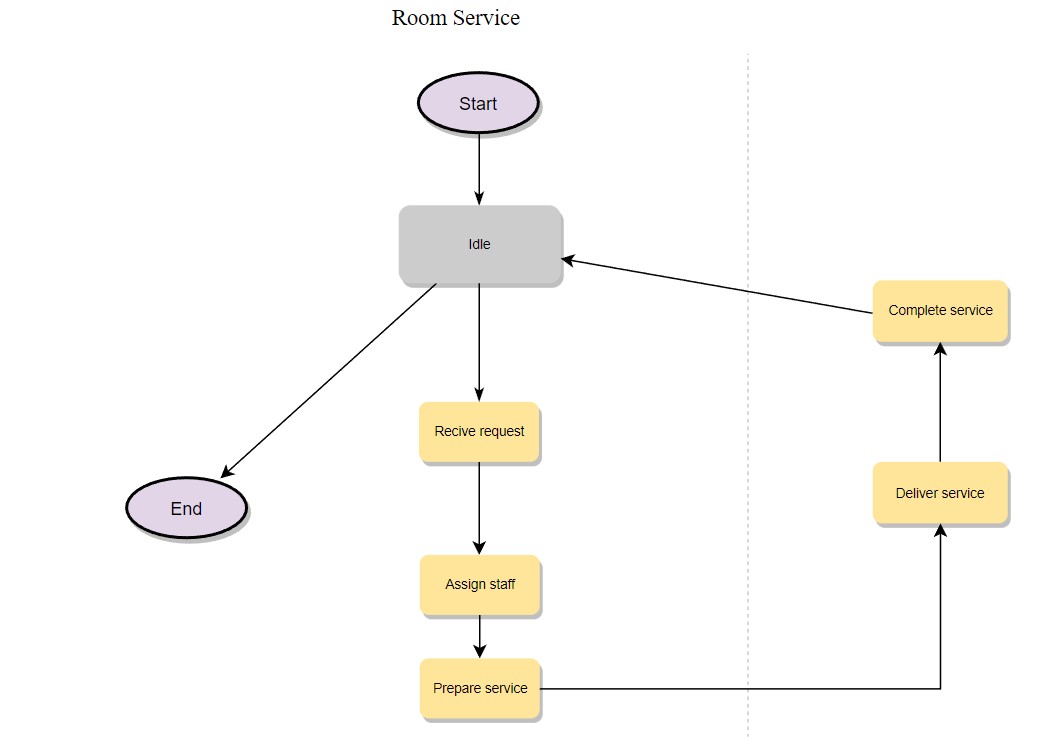 Room Service
Start
Idle
Complete service
Recive request
Deliver service
End
Assign staff
Prepare service